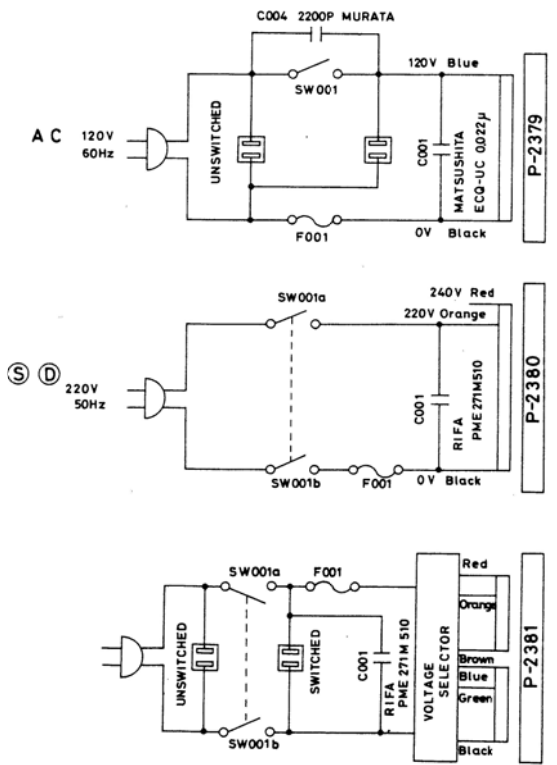 C004 2200P MURATA
SW001
120V Blue
AC 120V
60Hz
UNSWITCHED
C001
MATSUSHITA
ECQ-UC 0,022µ
P-2379
F001
0V Black
SW001a
240V Red
220V Orange
S D
220V
50Hz
C001
RIFA
PME 271M510
P-2380
SW001b
F001
0V Black
SW001a
F001
Red
Orange
UNSWITCHED
SWITCHED
C001
RIFA
PME 271M 510
VOLTAGE
SELECTOR
Brown
Blue
Green
P-2381
SW001b
Black